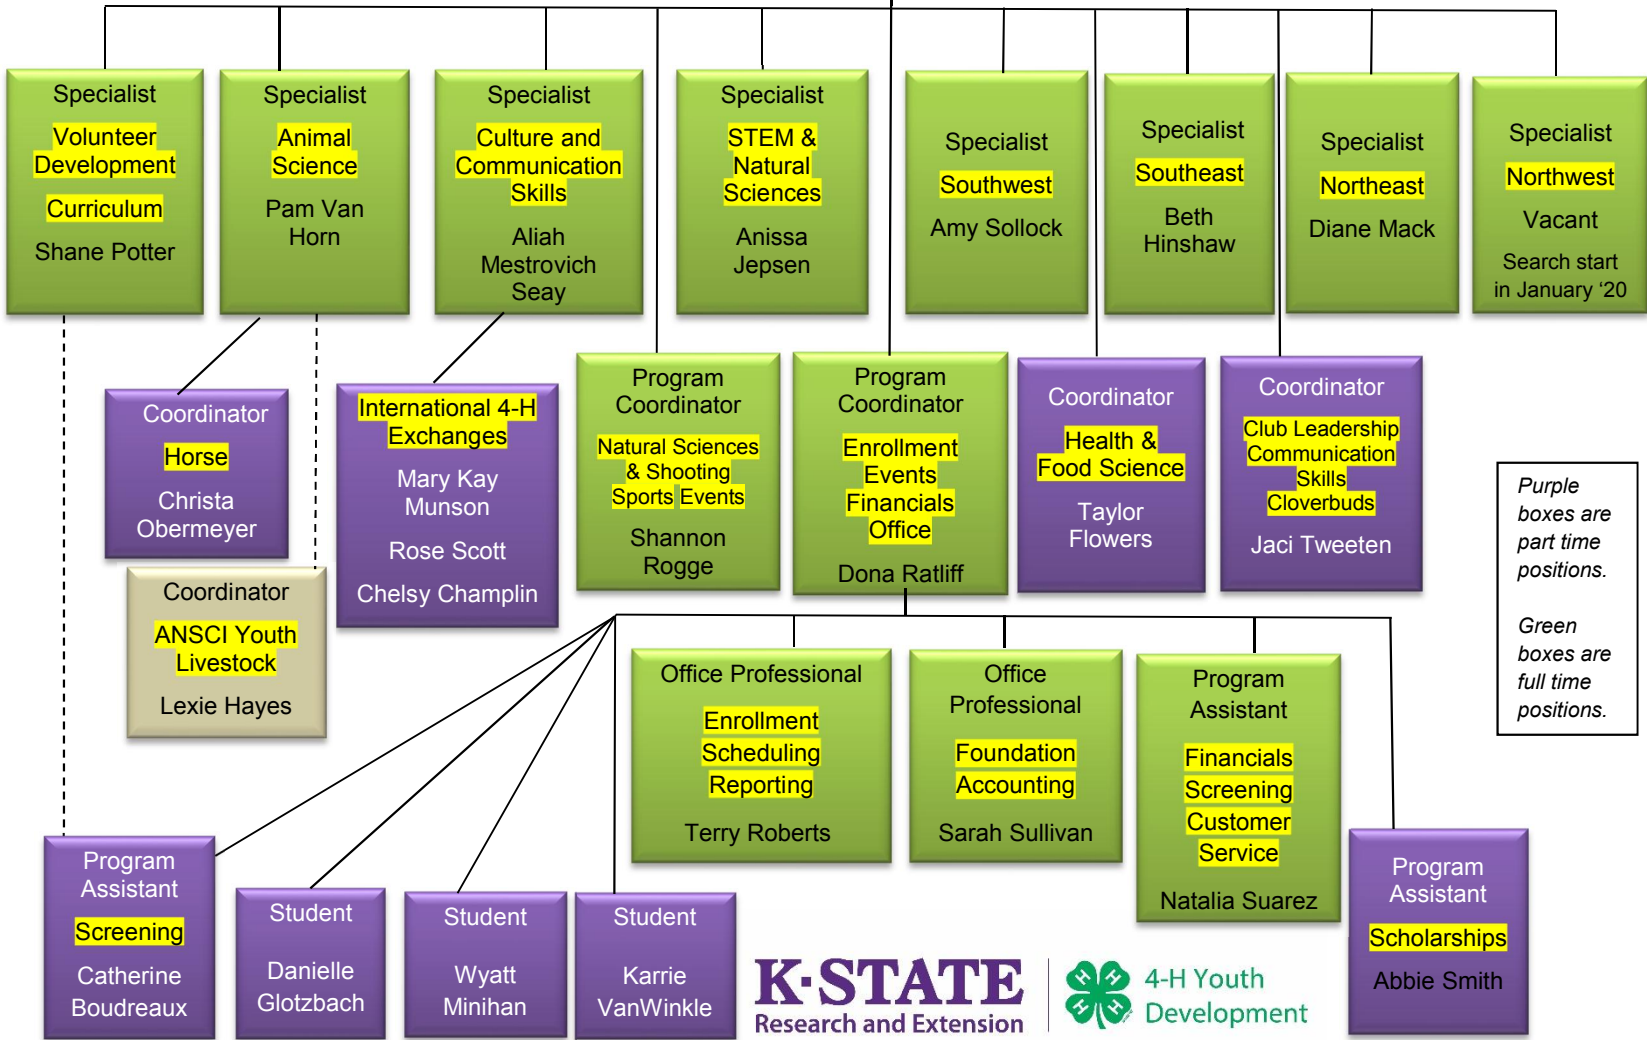 Specialist
Volunteer
Development
Curriculum
Shane Potter
Specialist
Animal
Science
Pam Van
Horn
Specialist
Culture and
Communication
Skills
Aliah
Mestrovich
Seay
Specialist
STEM &
Natural
Sciences
Anissa
Jepsen
Specialist
Southwest
Amy Sollock
Specialist
Southeast
Beth
Hinshaw
Specialist
Northeast
Diane Mack
Specialist
Northwest
Vacant
Search start
in January ‘20
Coordinator
Horse
Christa
Obermeyer
International 4-H
Exchanges
Mary Kay
Munson
Rose Scott
Chelsy Champlin
Program
Coordinator
Natural Sciences
& Shooting
Sports Events
Shannon
Rogge
Program
Coordinator
Enrollment
Events
Financials
Office
Dona Ratliff
Coordinator
Health &
Food Science
Taylor
Flowers
Coordinator
Club Leadership
Communication
Skills
Cloverbuds
Jaci Tweeten
Purple
boxes are
part time
positions.
Green
boxes are
full time
positions.
Coordinator
ANSCI Youth
Livestock
Lexie Hayes
Office Professional
Enrollment
Scheduling
Reporting
Terry Roberts
Office
Professional
Foundation
Accounting
Sarah Sullivan
Program
Assistant
Financials
Screening
Customer
Service
Natalia Suarez
Program
Assistant
Screening
Catherine
Boudreaux
Student
Danielle
Glotzbach
Student
Wyatt
Minihan
Student
Karrie
VanWinkle
Program
Assistant
Scholarships
Abbie Smith
K-STATE
Research and Extension
H H H H
4-H Youth
Development